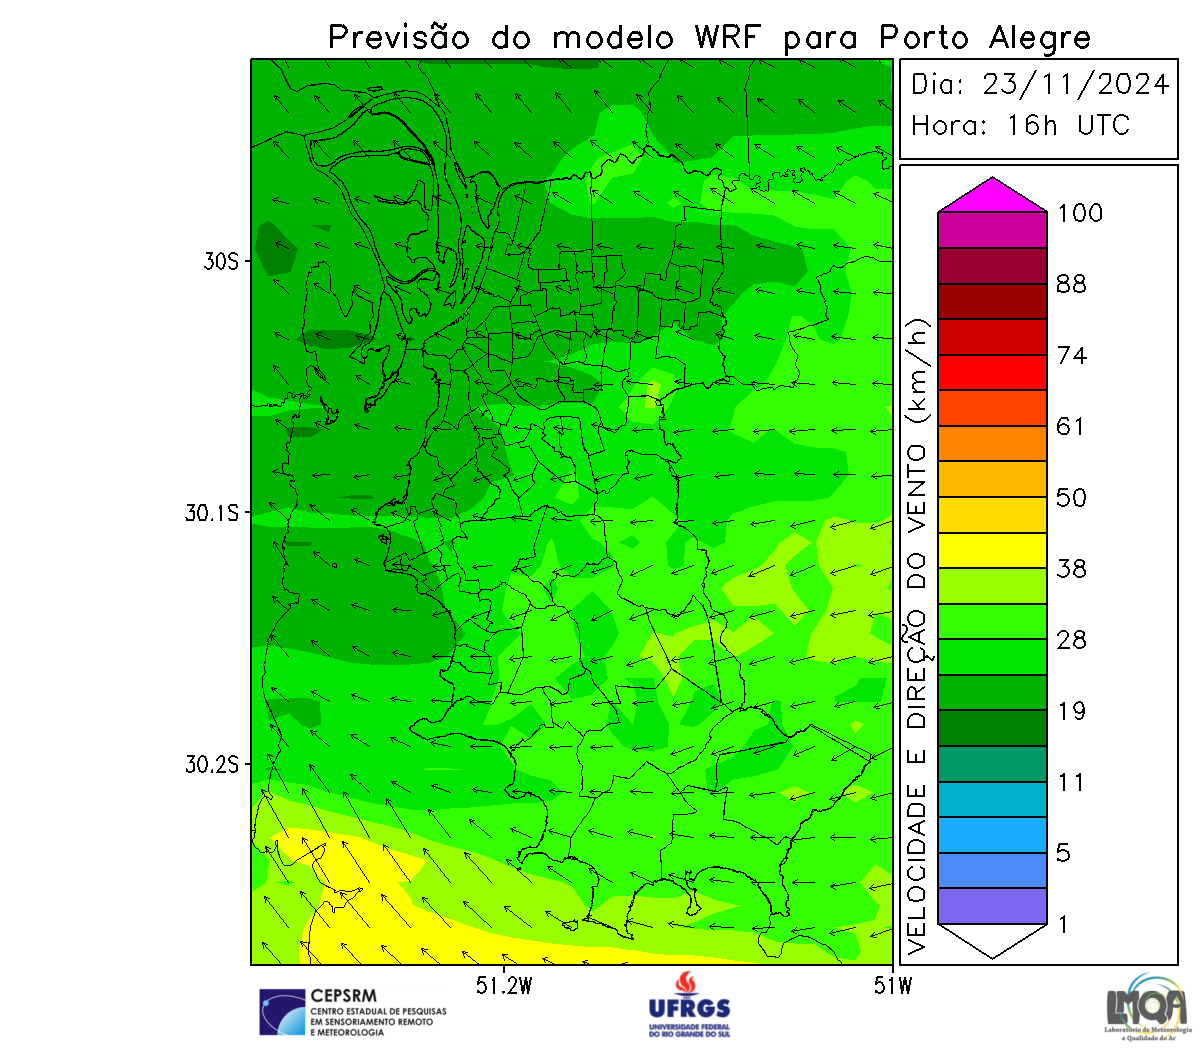 Previsão do modelo WRF para Porto Alegre
Dia: 23/11/2024
Hora: 16h UTC
30S
30.1S
30.2S
51.2W
51W
VELOCIDADE E DIREÇÃO DO VENTO (km/h)
100
88
74
61
50
38
28
19
11
5
1
CEPSRM
CENTRO ESTADUAL DE PESQUISAS
EM SENSORIAMENTO REMOTO
E METEOROLOGIA
UFRGS
UNIVERSIDADE FEDERAL
DO RIO GRANDE DO SUL
LMQA
Laboratório de Meteorologia
e Qualidade do Ar